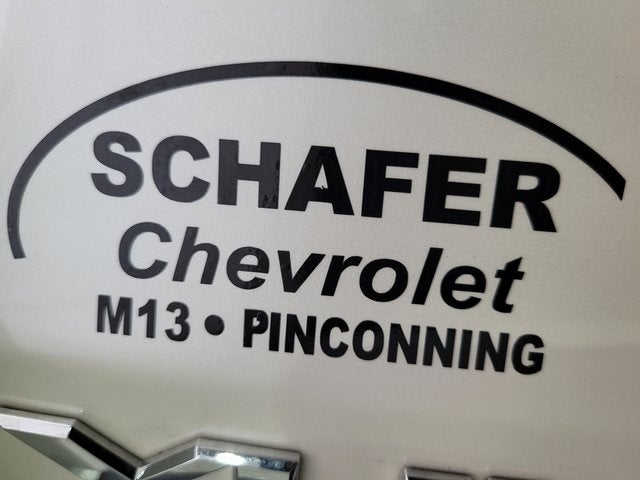 SCHAFER
Chevrolet
M13 • PINCONNING